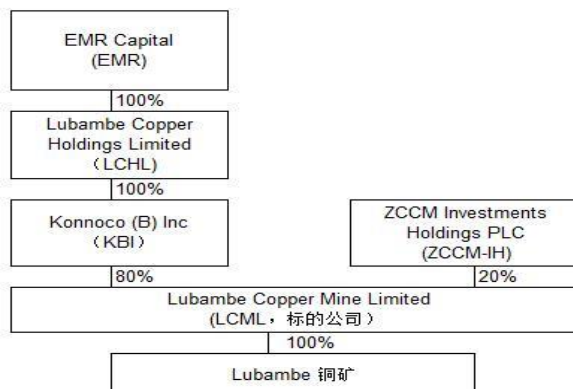 EMR Capital
(EMR)
100%
Lubambe Copper
Holdings Limited
（LCHL)
100%
Konnoco (B) Inc
（KBI）
ZCCM Investments
Holdings PLC
(ZCCM-IH)
80%
20%
Lubambe Copper Mine Limited
(LCML，标的公司）
100%
Lubambe 铜矿